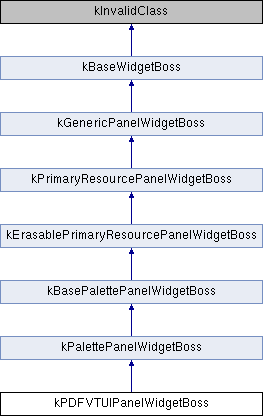 kInvalidClass
kBaseWidgetBoss
kGenericPanelWidgetBoss
kPrimaryResourcePanelWidgetBoss
kErasablePrimaryResourcePanelWidgetBoss
kBasePalettePanelWidgetBoss
kPalettePanelWidgetBoss
kPDFVTUIPanelWidgetBoss